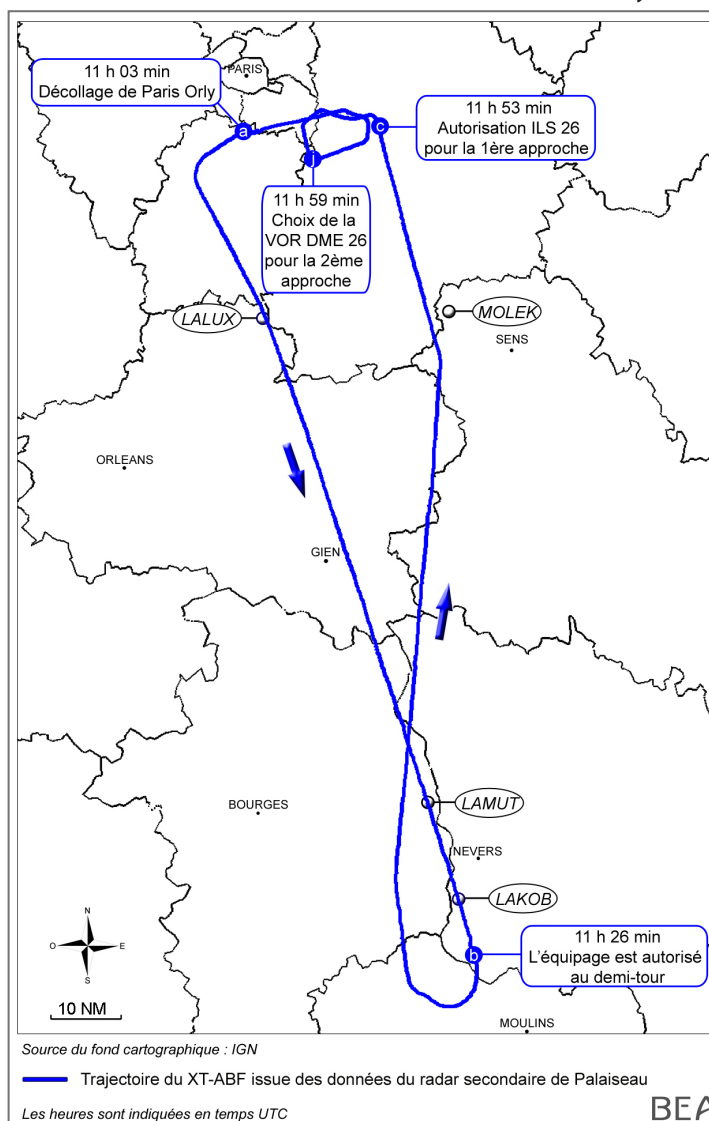 PARIS
11 h 03 min
Décollage de Paris Orly
a
c
11 h 53 min
Autorisation ILS 26
pour la 1ère approche
11 h 59 min
Choix de la
VOR DME 26
pour la 2ème
approche
LALUX
MOLEK
SENS
ORLEANS
GIEN
LAMUT
BOURGES
NEVERS
LAKOB
b
11 h 26 min
L'équipage est autorisé
au demi-tour
N
O
E
S
10 NM
MOULINS
Source du fond cartographique : IGN
Trajectoire du XT-ABF issue des données du radar secondaire de Palaiseau
Les heures sont indiquées en temps UTC
BEA